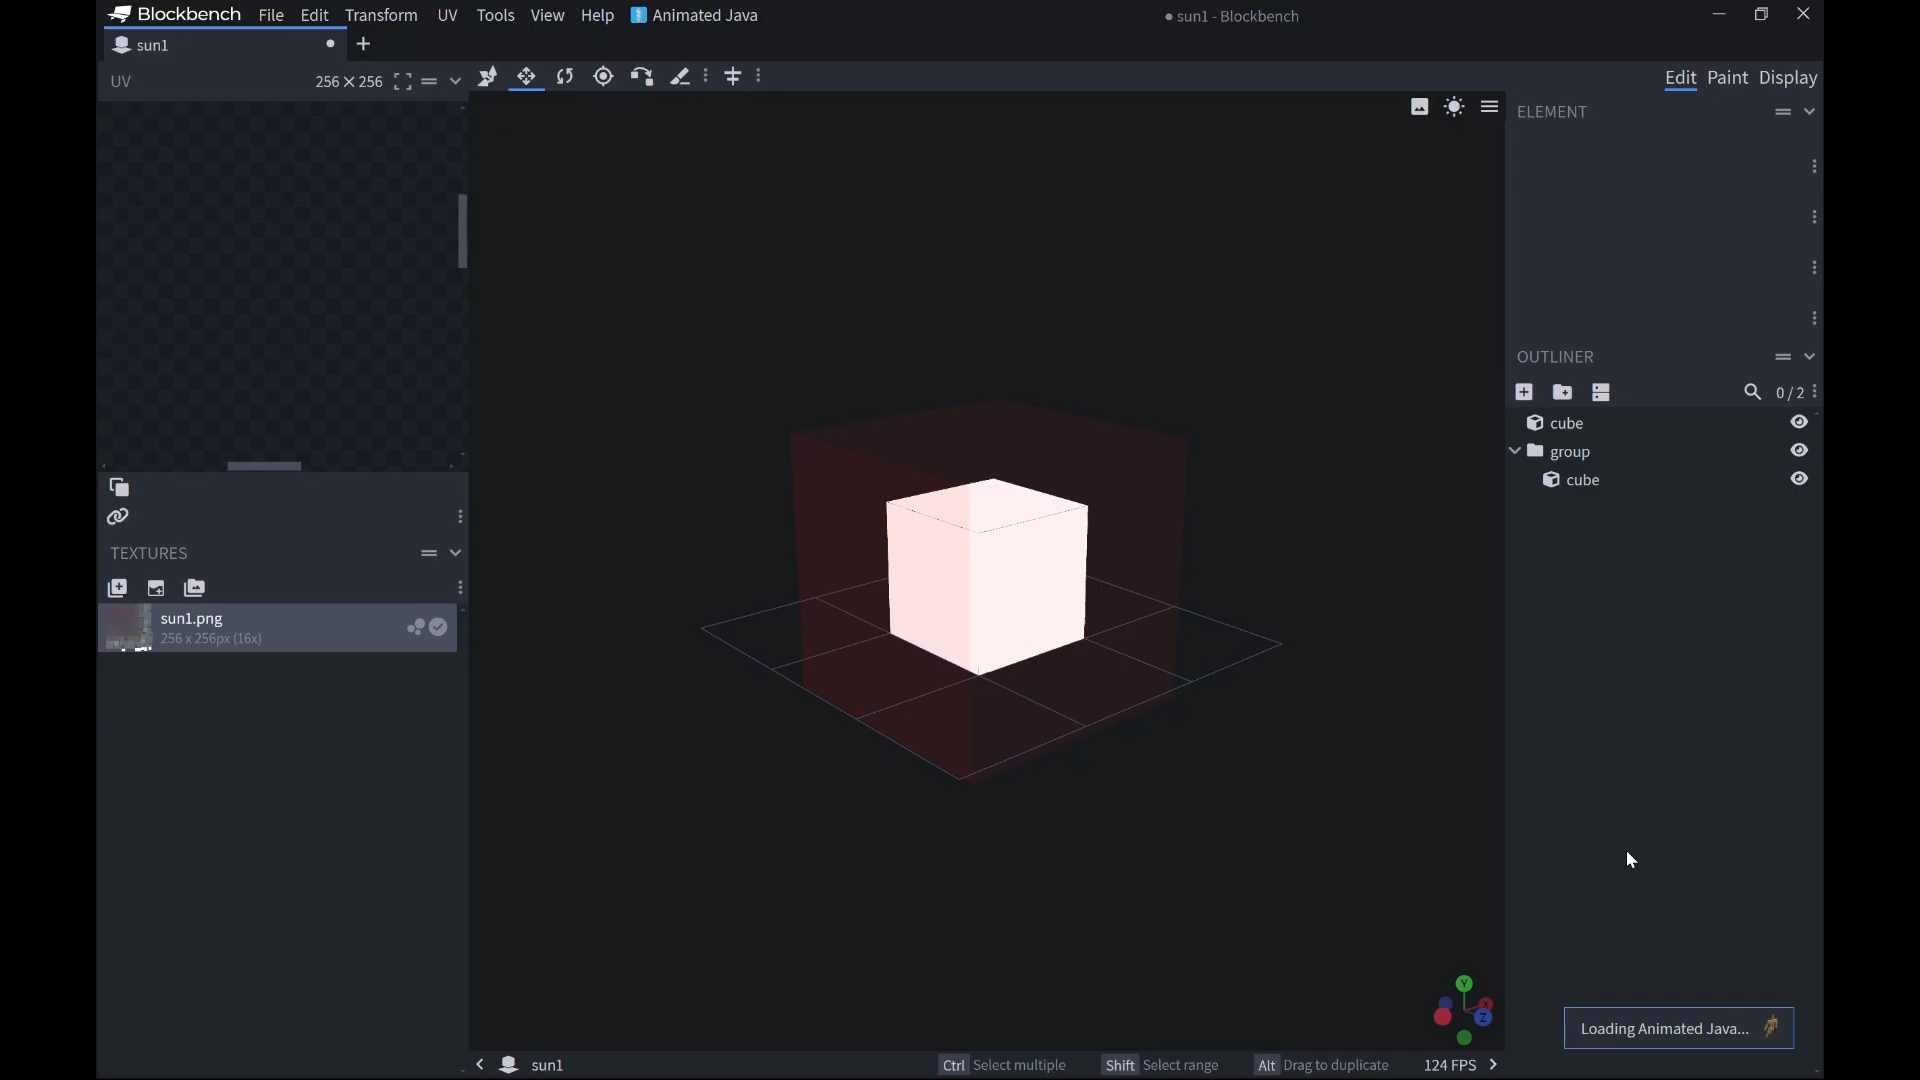 Blockbench File Edit Transform UV Tools View Help Animated Java
sun1 - Blockbench
sun1
UV 256×256
Edit Paint Display
ELEMENT
OUTLINER
0 / 2
cube
group
cube
TEXTURES
sun1.png
256 x 256px (16x)
Y
X
Z
Loading Animated Java...
sun1
Ctrl Select multiple Shift Select range Alt Drag to duplicate 124 FPS